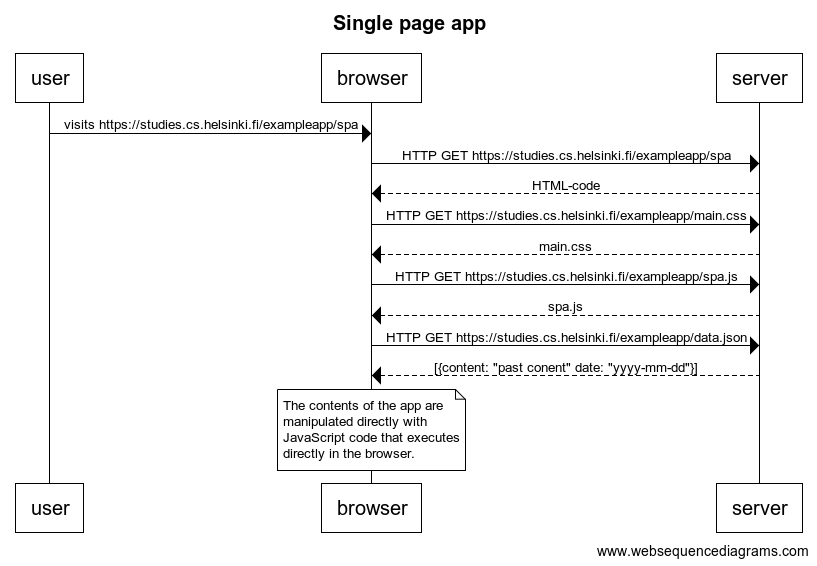 Single page app
user
browser
server
visits https://studies.cs.helsinki.fi/exampleapp/spa
HTTP GET https://studies.cs.helsinki.fi/exampleapp/spa
HTML-code
HTTP GET https://studies.cs.helsinki.fi/exampleapp/main.css
main.css
HTTP GET https://studies.cs.helsinki.fi/exampleapp/spa.js
spa.js
HTTP GET https://studies.cs.helsinki.fi/exampleapp/data.json
[{content: "past conent" date: "yyyy-mm-dd"}]
The contents of the app are
manipulated directly with
JavaScript code that executes
directly in the browser.
user
browser
server
www.websequencediagrams.com